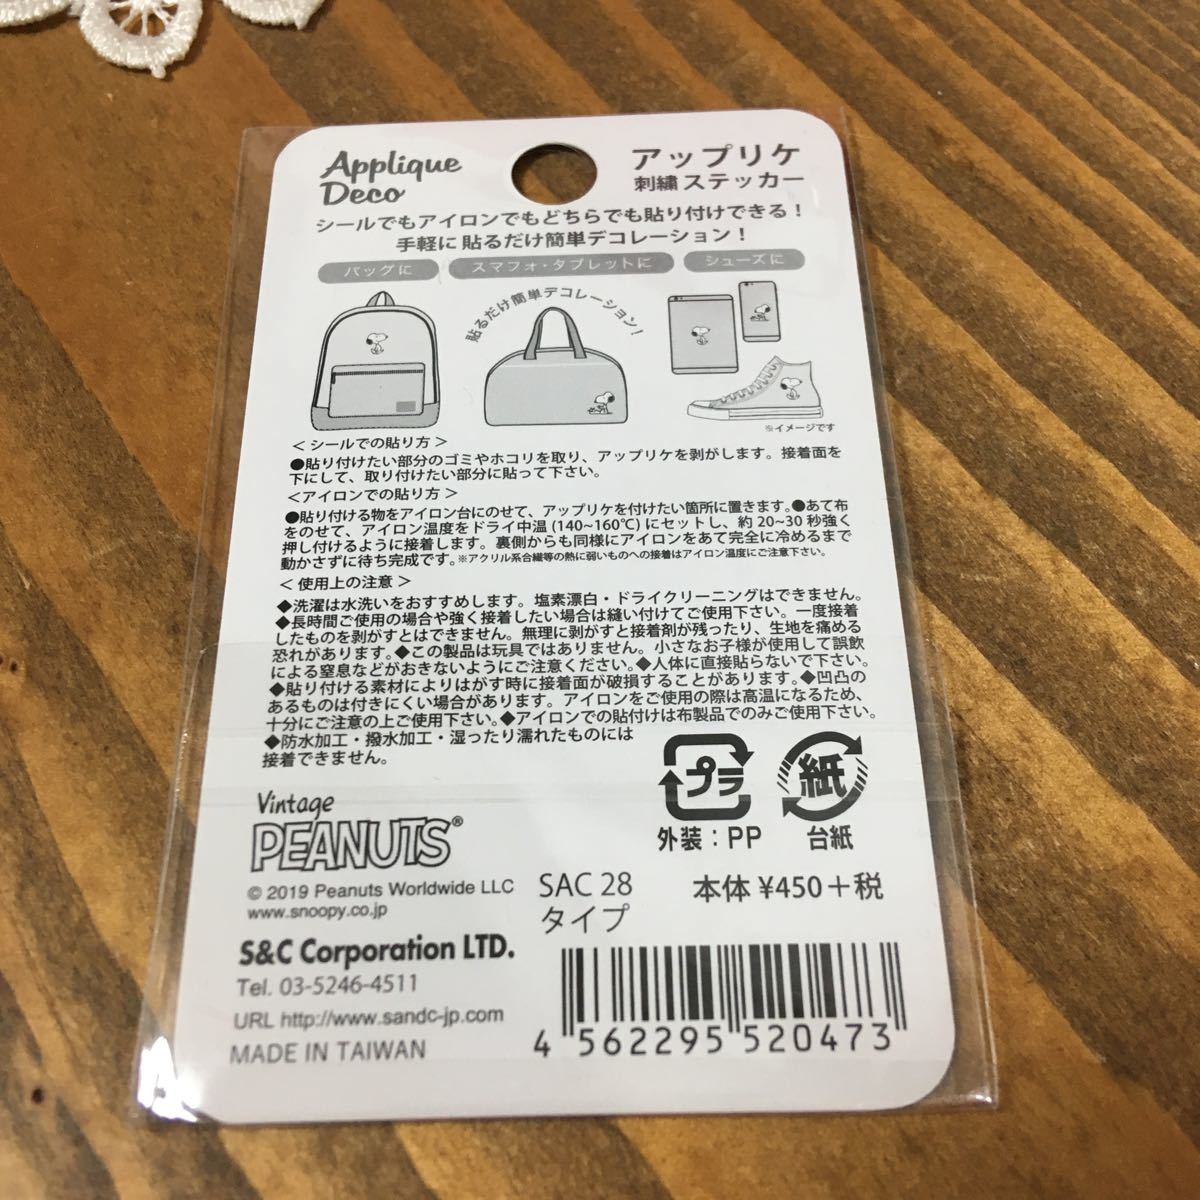 Applique
Deco
アップリケ
刺繍 ステッカー
シールでもアイロンでもどちらでも貼り付けできる！
手軽に 貼るだけ簡単デコレーション！
バッグに
スマフォ・タブレットに
シューズに
貼るだけ簡単デコレーション！
※イメージです
＜シールでの貼り方＞
●貼り付けたい部分のゴミやホコリを取り、アップリケを剥がします。接着面を
下にして、取り付けたい部分に貼って下さい。
＜アイロンでの貼り方＞
●貼り付ける物をアイロン台にのせて、アップリケを付けたい箇所に置きます。●あて布
をのせて、アイロン温度をドライ中温 (140~160℃) にセットし、約 20~30 秒強く
押し付けるように接着します。裏側からも同様にアイロンをあて完全に冷めるまで
動かさずに待ち完成です。※アクリル系合繊等の熱に弱いものへの接着はアイロン温度にご注意下さい。
＜使用上の注意＞
◆洗濯は水洗いをおすすめします。塩素漂白・ドライクリーニングはできません。
◆長時間ご使用の場合や強く接着したい場合は縫い付けてご使用下さい。一度接着
したものを剥がすとはできません。無理に剥がすと接着剤が残ったり、生地を痛める
恐れがあります。◆この製品は玩具ではありません。小さなお子様が使用して誤飲
による窒息などがおきないようにご注意ください。◆人体に直接貼らないで下さい。
◆貼り付ける素材によりはがす時に接着面が破損することがあります。◆凹凸の
あるものは付きにくい場合があります。アイロンをご使用の際は高温になるため、
十分にご注意の上ご使用下さい。◆アイロンでの貼付けは布製品でのみご使用下さい。
◆防水加工・撥水加工・湿ったり濡れたものには
接着できません。
プラ
紙
外装：PP
台紙
Vintage
PEANUTS®
© 2019 Peanuts Worldwide LLC
www.snoopy.co.jp
SAC 28
タイプ
本体 ¥450＋税
S&C Corporation LTD.
Tel. 03-5246-4511
URL http://www.sandc-jp.com
MADE IN TAIWAN
4 562295 520473